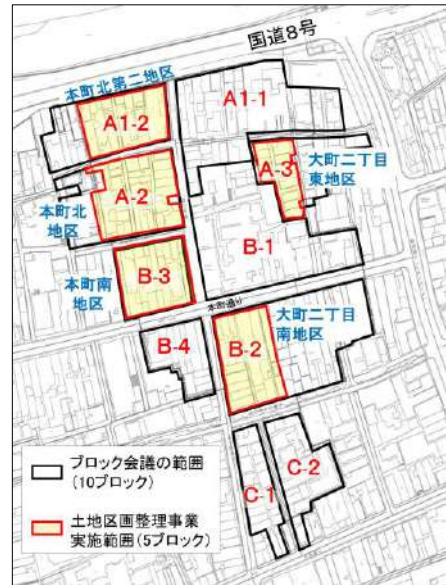 国道8号
本町北第二地区
A1-1
A1-2
A-3
大町二丁目
東地区
A-2
本町北
地区
B-1
B-3
本町南
地区
本町通り
大町二丁目
南地区
B-2
B-4
C-2
C-1
ブロック会議の範囲
(10ブロック)
土地区画整理事業
実施範囲(5ブロック)